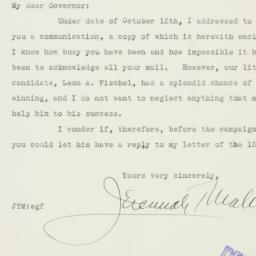 My dear Governor:
Under date of October 13th, I addressed to
you a communication, a copy of which is herewith
I know how busy you have been and how impossible it
been to acknowledge all your mail. However, our
candidate, Leon A. Fischel, has a splendid chance of
winning, and I do not want to neglect anything that
help him to his success.
I wonder if, therefore, before the campaign
you could let him have a reply to my letter of the
Yours very sincerely,
Jeremiah T.
JTM:egf